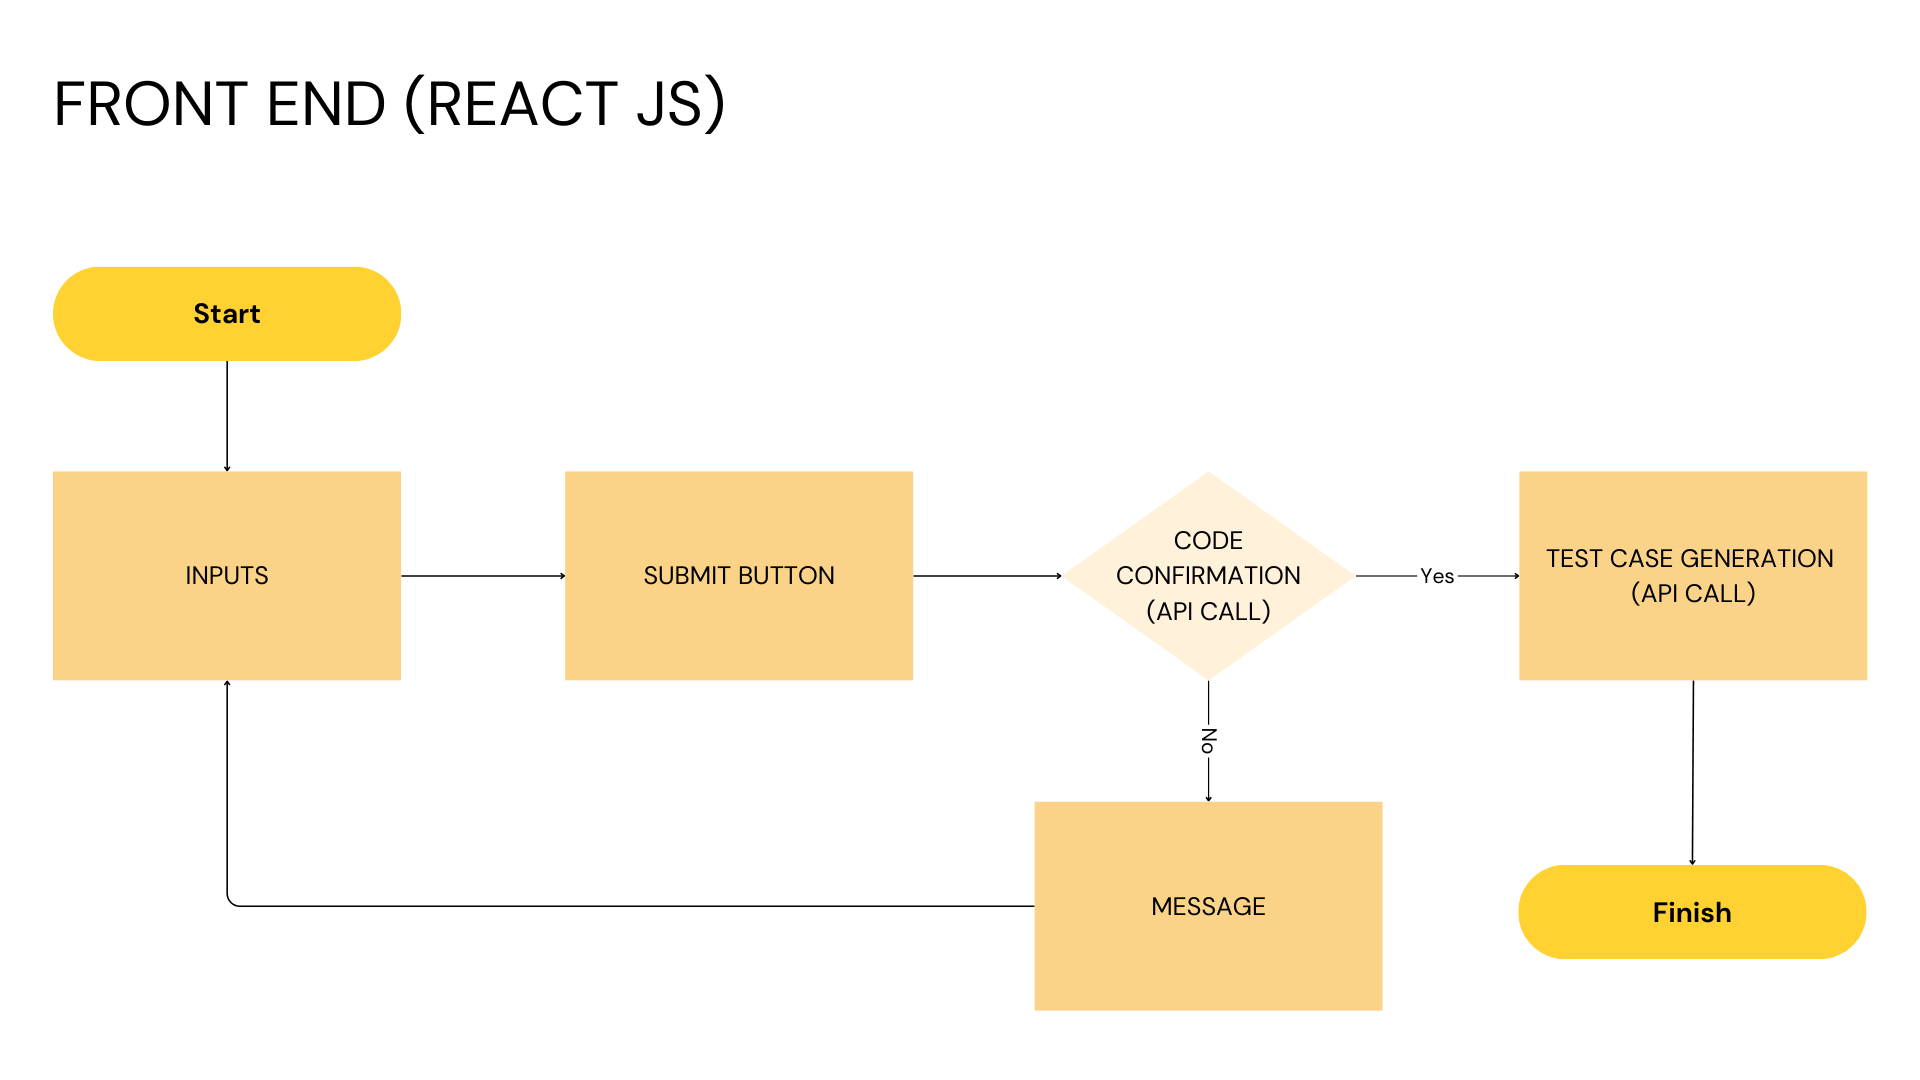 FRONT END (REACT JS)
Start
INPUTS
SUBMIT BUTTON
CODE
CONFIRMATION
(API CALL)
Yes
TEST CASE GENERATION
(API CALL)
No
MESSAGE
Finish